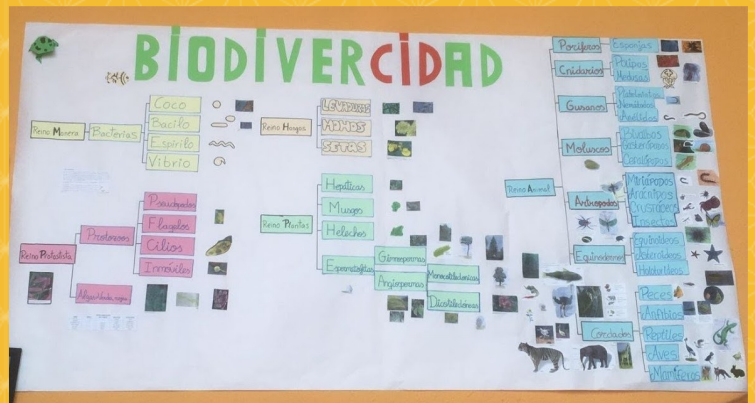 BIODIVERCIDAD
Reino Monera
Bacterias
Coco
Bacilo
Espirilo
Vibrio
Reino Hongos
LEVADURAS
MOHOS
SETAS
Reino Protoctista
Protozoos
Pseudópodos
Flagelos
Cilios
Inmóviles
Reino Plantas
Hepáticas
Musgos
Helechos
Espermatofitas
Gimnospermas
Angiospermas
Monocotiledóneas
Dicotiledóneas
Reino Animal
Poríferos
Esponjas
Cnidarios
Pólipos
Medusas
Gusanos
Platelmintos
Nematodos
Anélidos
Moluscos
Bivalbos
Gasterópodos
Cefalópodos
Artrópodos
Miriápodos
Arácnidos
Crustáceos
Insectos
Equinodermos
Equinoideos
Asteroideos
Holoturideos
Cordados
Peces
Anfibios
Reptiles
Aves
Mamíferos